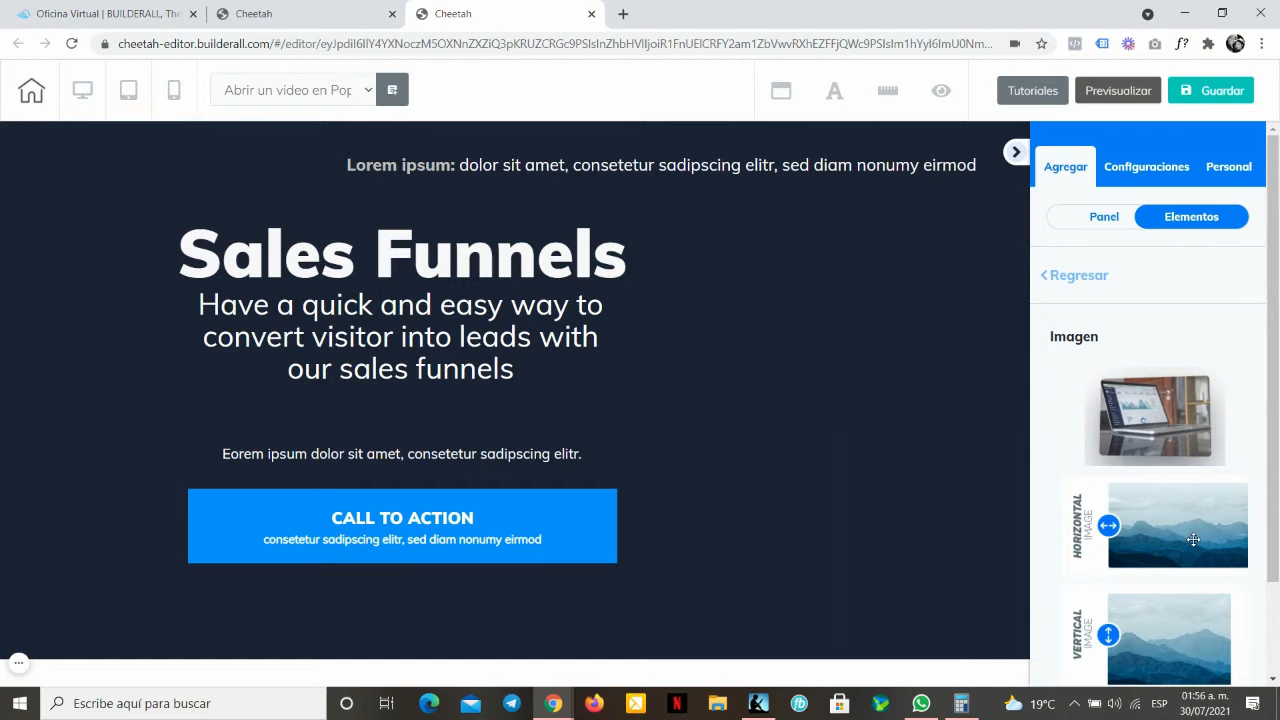 Oficina Virtual | BUILDERALL, The
Cheetah
Cheetah
cheetah-editor.builderall.com/#/editor/eyJpdiI6IlY4YXNoczM5OXNnZXZiQ3pKRUZCRGc9PSIsInZhbHVlIjoiR1FnUElCRFY2am1ZbVwvRXhEZFFjQWc9PSIsIm1hYyI6ImU0Nm...
Abrir un video en Pop
Tutoriales
Previsualizar
Guardar
Lorem ipsum: dolor sit amet, consetetur sadipscing elitr, sed diam nonumy eirmod
Sales Funnels
Have a quick and easy way to
convert visitor into leads with
our sales funnels
Eorem ipsum dolor sit amet, consetetur sadipscing elitr.
CALL TO ACTION
consetetur sadipscing elitr, sed diam nonumy eirmod
Agregar
Configuraciones
Personal
Panel
Elementos
Regresar
Imagen
HORIZONTAL
IMAGE
VERTICAL
IMAGE
Escribe aquí para buscar
19°C
ESP
01:56 a. m.
30/07/2021